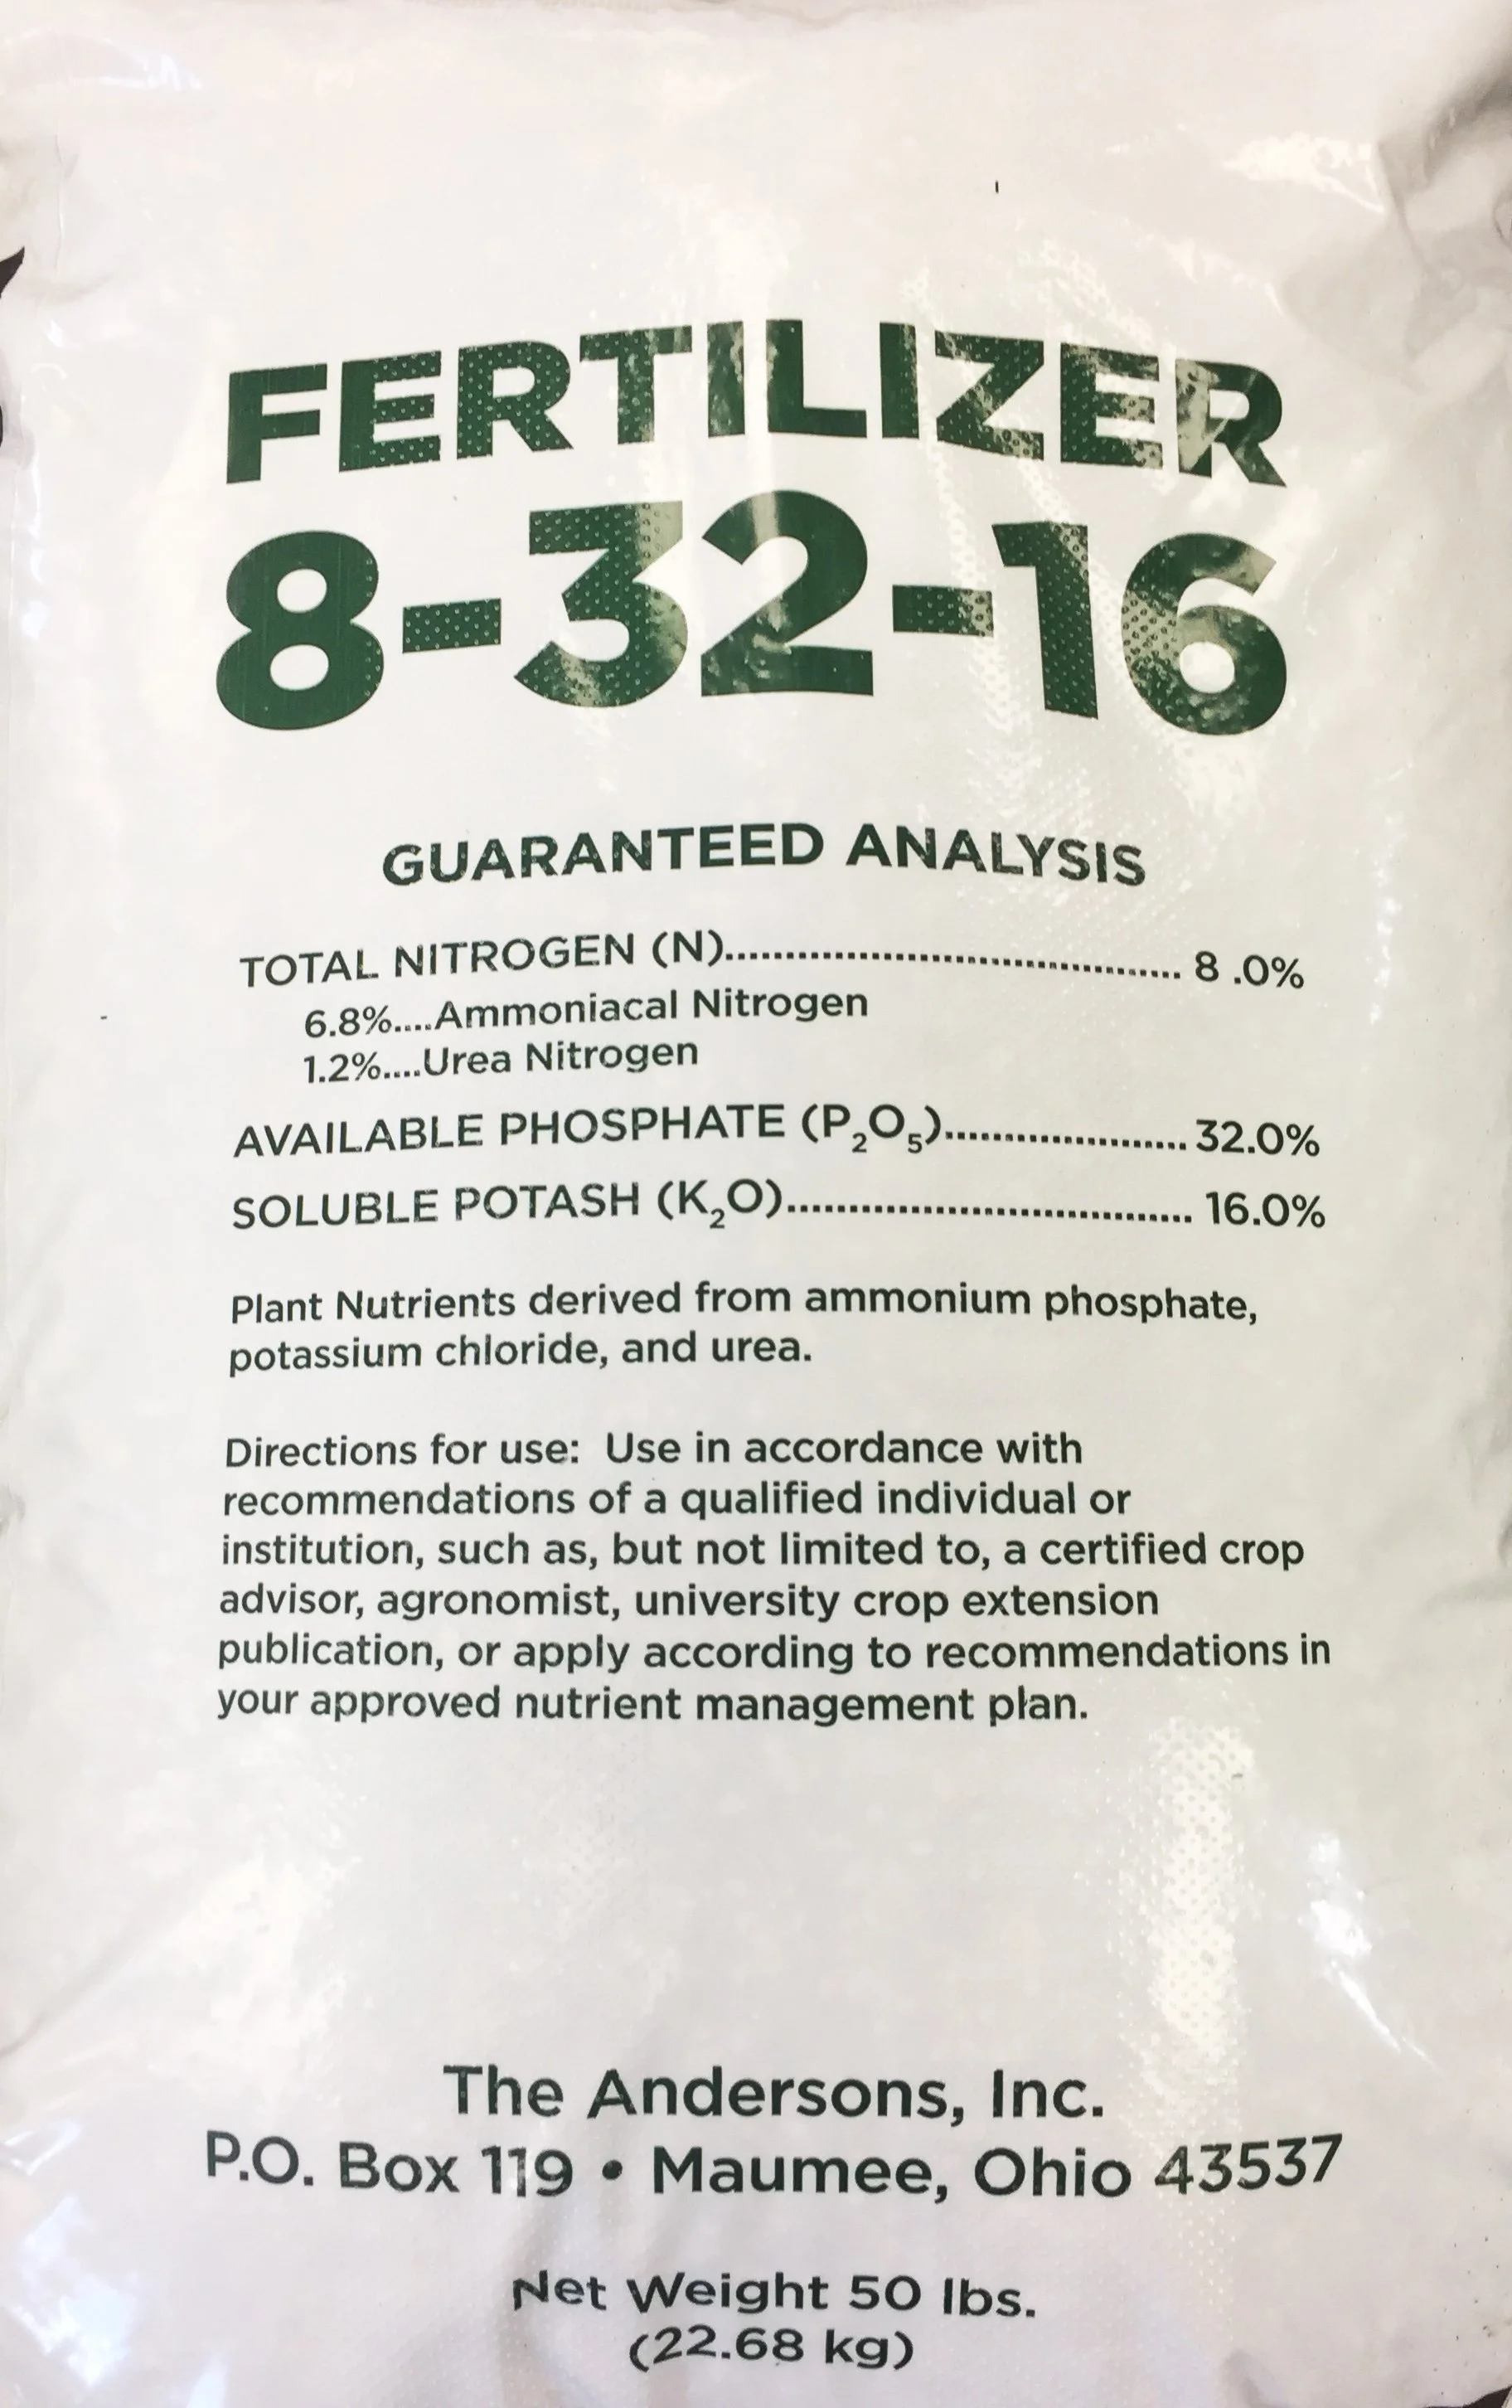 FERTILIZER
8-32-16
GUARANTEED ANALYSIS
TOTAL NITROGEN (N)...................................... 8 .0%
6.8%....Ammoniacal Nitrogen
1.2%....Urea Nitrogen
AVAILABLE PHOSPHATE (P₂O₅).................... 32.0%
SOLUBLE POTASH (K₂O)................................. 16.0%
Plant Nutrients derived from ammonium phosphate,
potassium chloride, and urea.
Directions for use: Use in accordance with
recommendations of a qualified individual or
institution, such as, but not limited to, a certified crop
advisor, agronomist, university crop extension
publication, or apply according to recommendations in
your approved nutrient management plan.
The Andersons, Inc.
P.O. Box 119 • Maumee, Ohio 43537
Net Weight 50 lbs.
(22.68 kg)